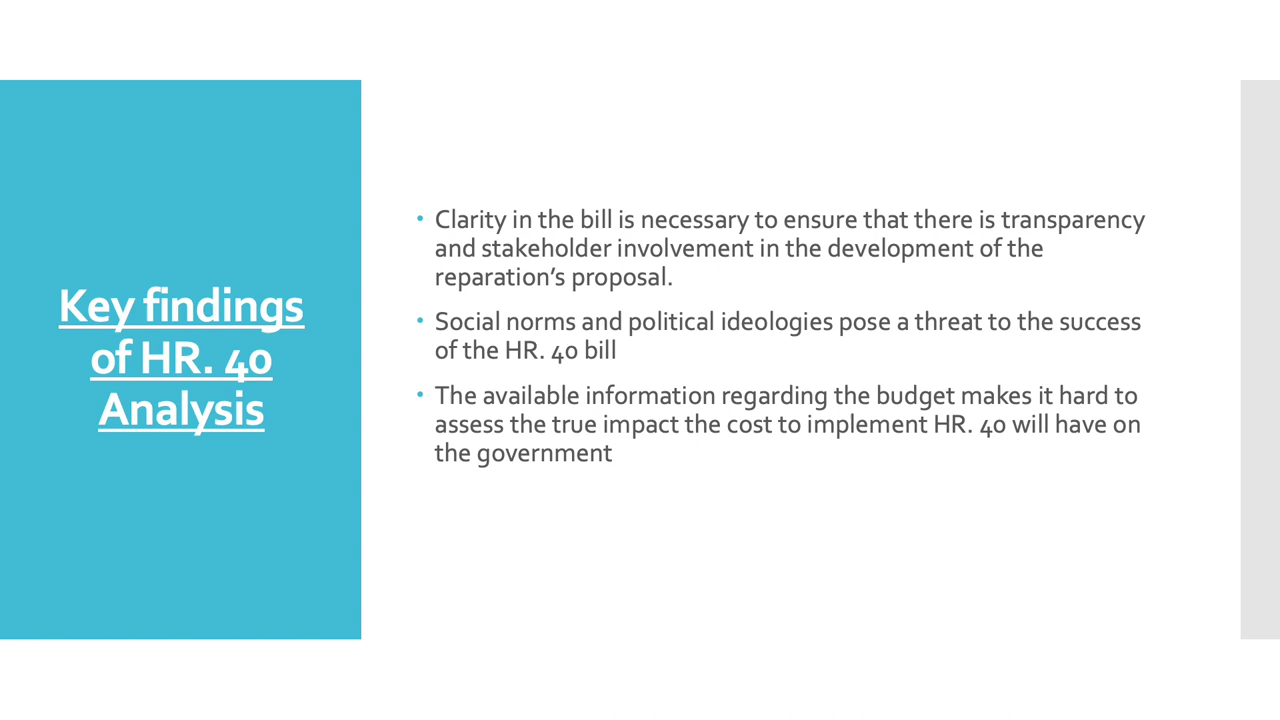 Key findings
of HR. 40
Analysis
• Clarity in the bill is necessary to ensure that there is transparency
and stakeholder involvement in the development of the
reparation’s proposal.
• Social norms and political ideologies pose a threat to the success
of the HR. 40 bill
• The available information regarding the budget makes it hard to
assess the true impact the cost to implement HR. 40 will have on
the government